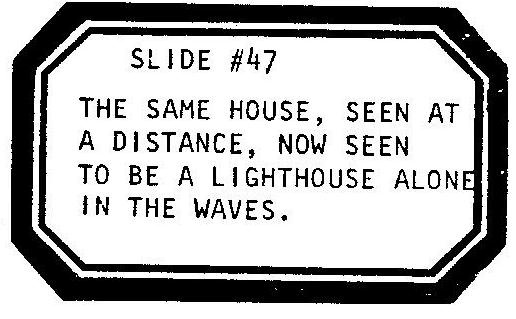 SLIDE #47
THE SAME HOUSE, SEEN AT
A DISTANCE, NOW SEEN
TO BE A LIGHTHOUSE ALONE
IN THE WAVES.